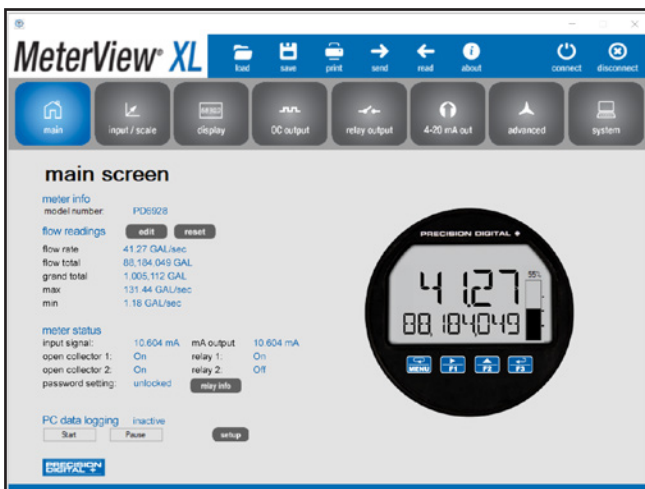 MeterView® XL
load save print send read about connect disconnect
main input / scale display OC output relay output 4-20 mA out advanced system
main screen
meter info
model number: PD6928
flow readings edit reset
flow rate 41.27 GAL/sec
flow total 88,184,049 GAL
grand total 1,005,112 GAL
max 131.44 GAL/sec
min 1.18 GAL/sec
meter status
input signal: 10.604 mA mA output 10.604 mA
open collector 1: On relay 1: On
open collector 2: On relay 2: Off
password setting: unlocked relay info
PC data logging inactive
Start Pause setup
PRECISION
DIGITAL
PRECISION DIGITAL
41.27
55%
88,184,049
MENU F1 F2 F3